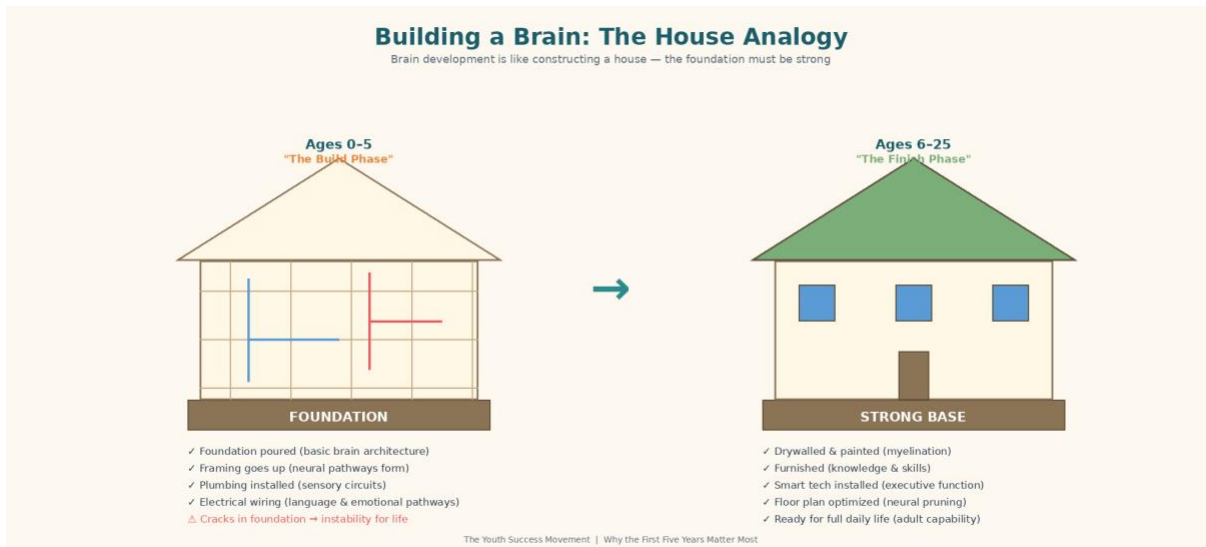 Building a Brain: The House Analogy
Brain development is like constructing a house — the foundation must be strong
Ages 0–5
"The Build Phase"
FOUNDATION
✓ Foundation poured (basic brain architecture)
✓ Framing goes up (neural pathways form)
✓ Plumbing installed (sensory circuits)
✓ Electrical wiring (language & emotional pathways)
⚠ Cracks in foundation → instability for life
→
Ages 6–25
"The Finish Phase"
STRONG BASE
✓ Drywalled & painted (myelination)
✓ Furnished (knowledge & skills)
✓ Smart tech installed (executive function)
✓ Floor plan optimized (neural pruning)
✓ Ready for full daily life (adult capability)
The Youth Success Movement | Why the First Five Years Matter Most